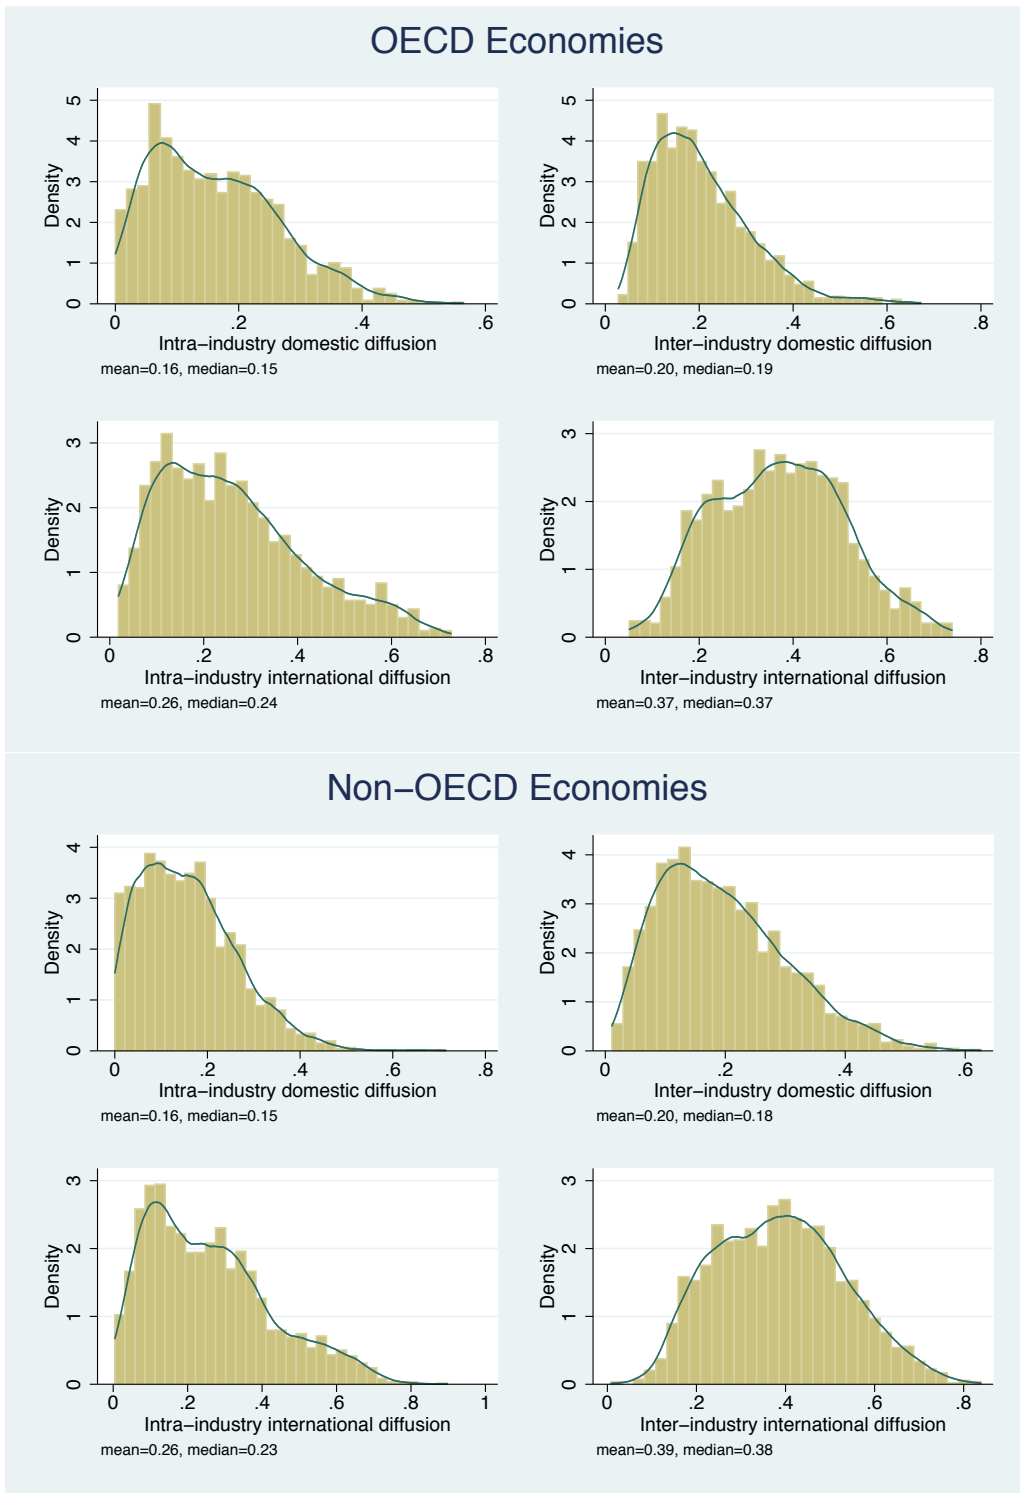 OECD Economies
Density
0 1 2 3 4 5
0 .2 .4 .6
Intra−industry domestic diffusion
mean=0.16, median=0.15
Density
0 1 2 3 4 5
0 .2 .4 .6 .8
Inter−industry domestic diffusion
mean=0.20, median=0.19
Density
0 1 2 3
0 .2 .4 .6 .8
Intra−industry international diffusion
mean=0.26, median=0.24
Density
0 1 2 3
0 .2 .4 .6 .8
Inter−industry international diffusion
mean=0.37, median=0.37
Non−OECD Economies
Density
0 1 2 3 4
0 .2 .4 .6 .8
Intra−industry domestic diffusion
mean=0.16, median=0.15
Density
0 1 2 3 4
0 .2 .4 .6
Inter−industry domestic diffusion
mean=0.20, median=0.18
Density
0 1 2 3
0 .2 .4 .6 .8 1
Intra−industry international diffusion
mean=0.26, median=0.23
Density
0 1 2 3
0 .2 .4 .6 .8
Inter−industry international diffusion
mean=0.39, median=0.38